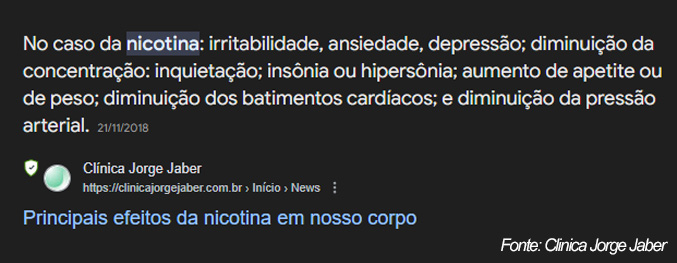 No caso da nicotina: irritabilidade, ansiedade, depressão; diminuição da
concentração: inquietação; insônia ou hipersônia; aumento de apetite ou
de peso; diminuição dos batimentos cardíacos; e diminuição da pressão
arterial. 21/11/2018
Clínica Jorge Jaber
https://clinicajorgejaber.com.br › Início › News
Principais efeitos da nicotina em nosso corpo
Fonte: Clinica Jorge Jaber